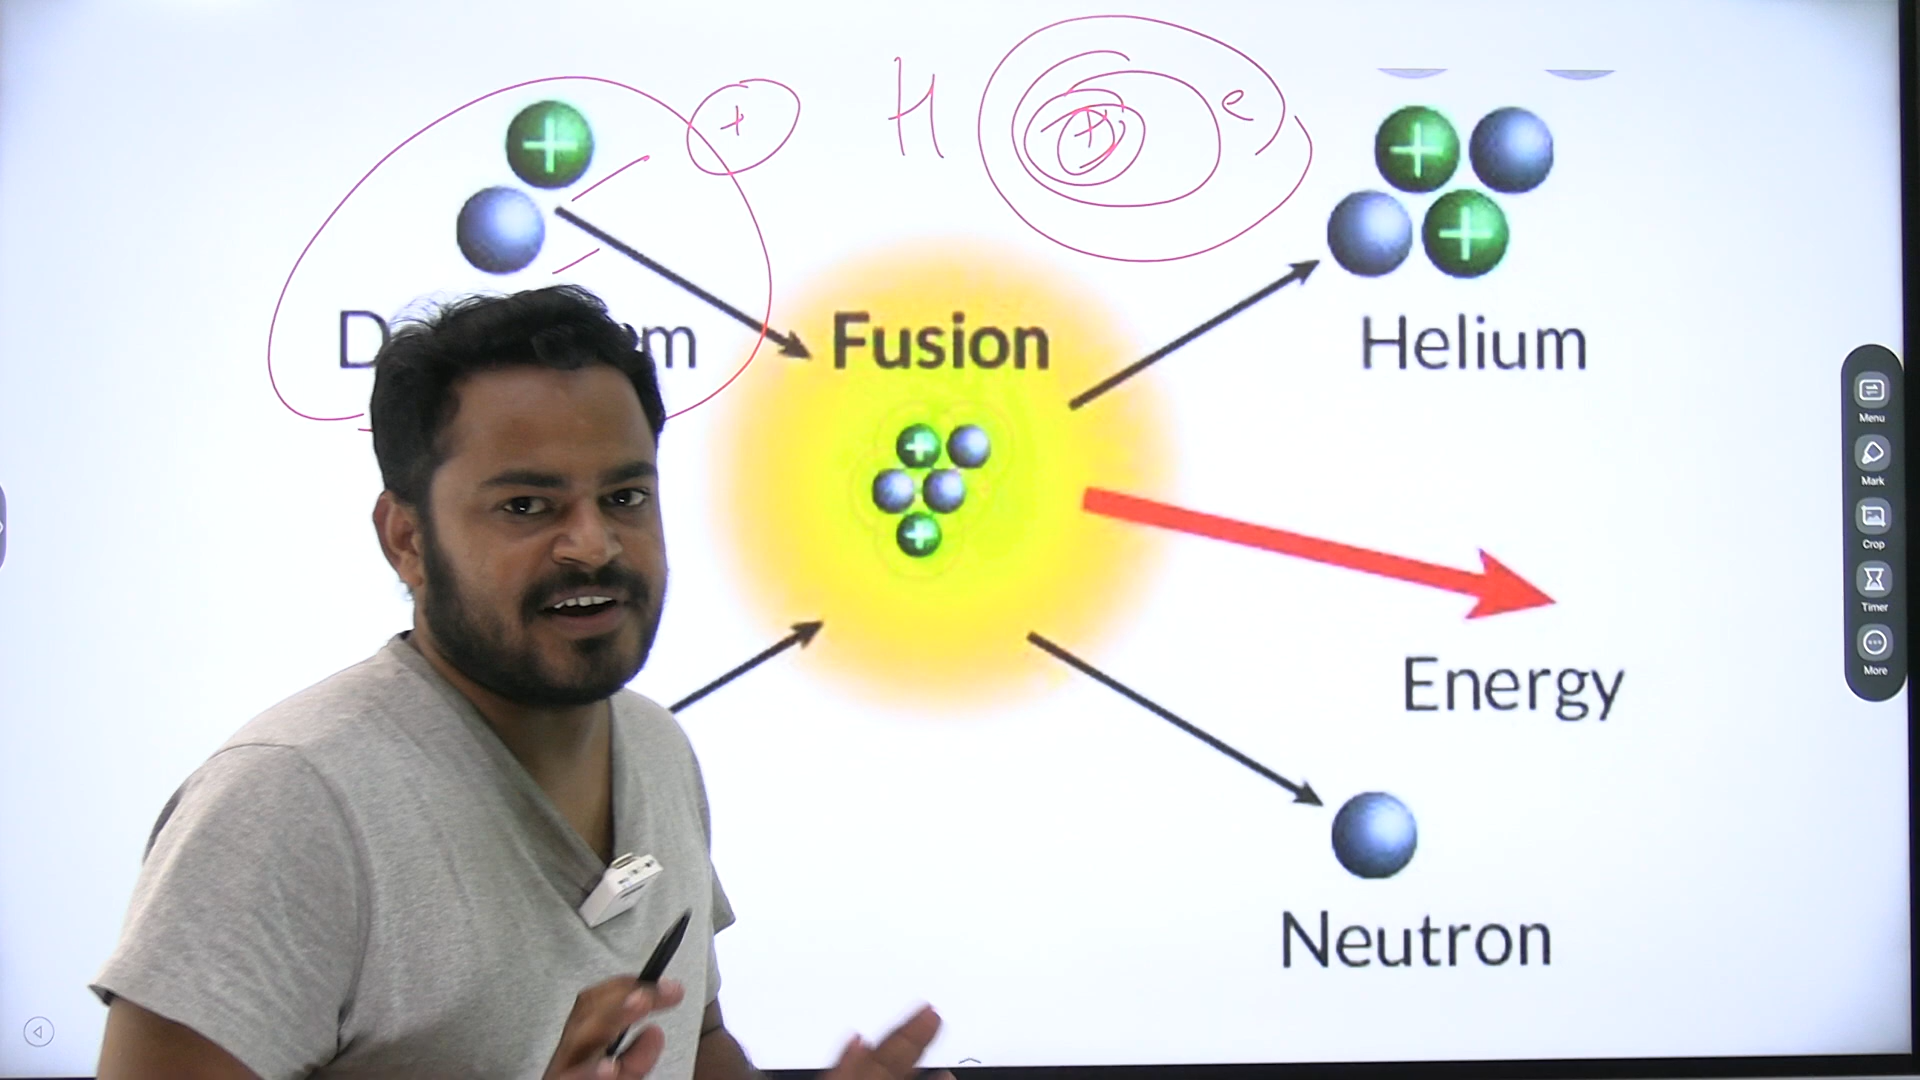 +
H
+
e
D m
Fusion
Helium
Energy
Neutron
Menu
Mark
Crop
Timer
More